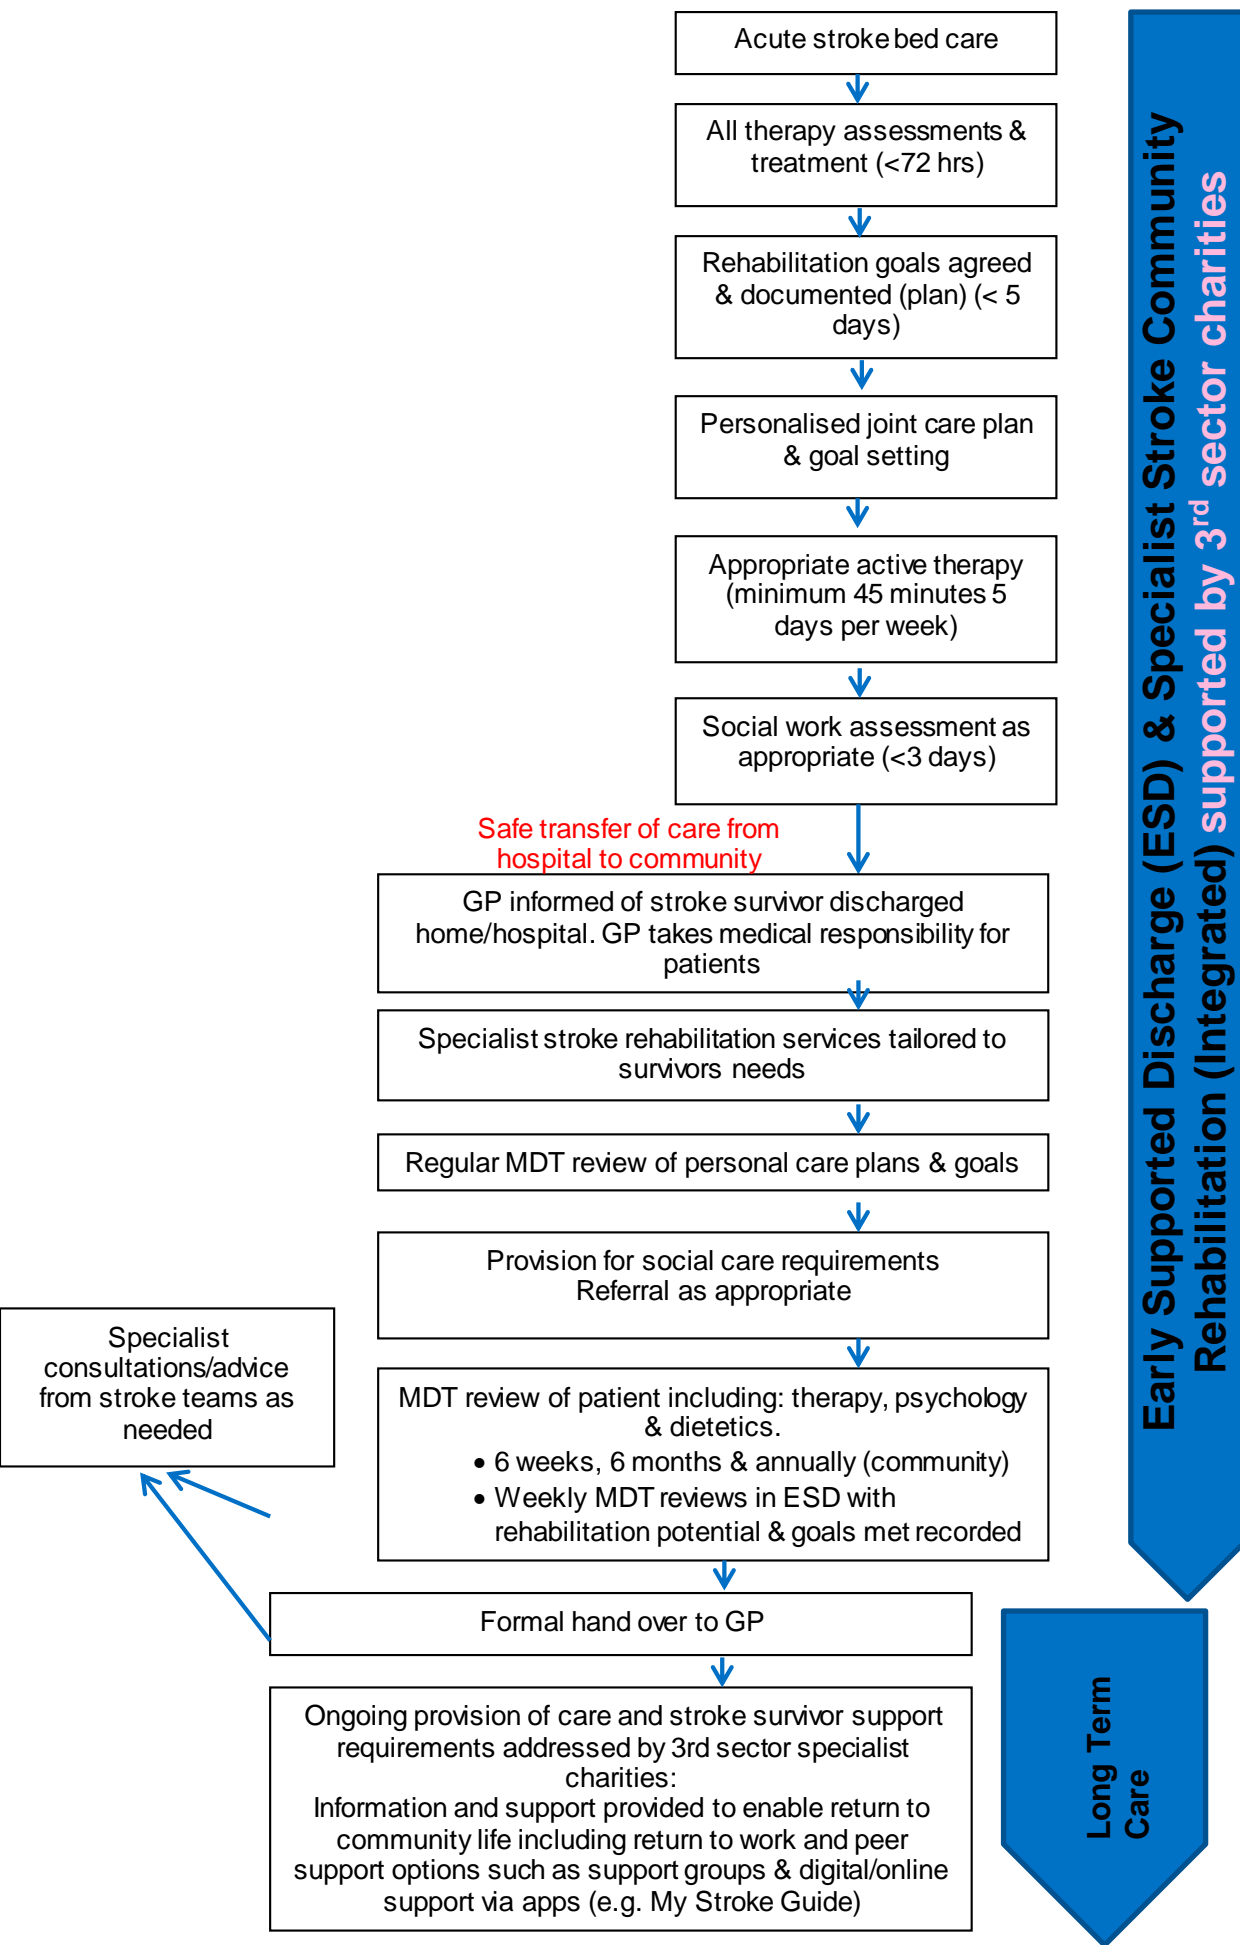 Acute stroke bed care
All therapy assessments &
treatment (<72 hrs)
Rehabilitation goals agreed
& documented (plan) (< 5
days)
Personalised joint care plan
& goal setting
Appropriate active therapy
(minimum 45 minutes 5
days per week)
Social work assessment as
appropriate (<3 days)
Safe transfer of care from
hospital to community
GP informed of stroke survivor discharged
home/hospital. GP takes medical responsibility for
patients
Specialist stroke rehabilitation services tailored to
survivors needs
Regular MDT review of personal care plans & goals
Provision for social care requirements
Referral as appropriate
Specialist
consultations/advice
from stroke teams as
needed
MDT review of patient including: therapy, psychology
& dietetics.
• 6 weeks, 6 months & annually (community)
• Weekly MDT reviews in ESD with
rehabilitation potential & goals met recorded
Formal hand over to GP
Ongoing provision of care and stroke survivor support
requirements addressed by 3rd sector specialist
charities:
Information and support provided to enable return to
community life including return to work and peer
support options such as support groups & digital/online
support via apps (e.g. My Stroke Guide)
Early Supported Discharge (ESD) & Specialist Stroke Community
Rehabilitation (Integrated) supported by 3rd sector charities
Long Term
Care